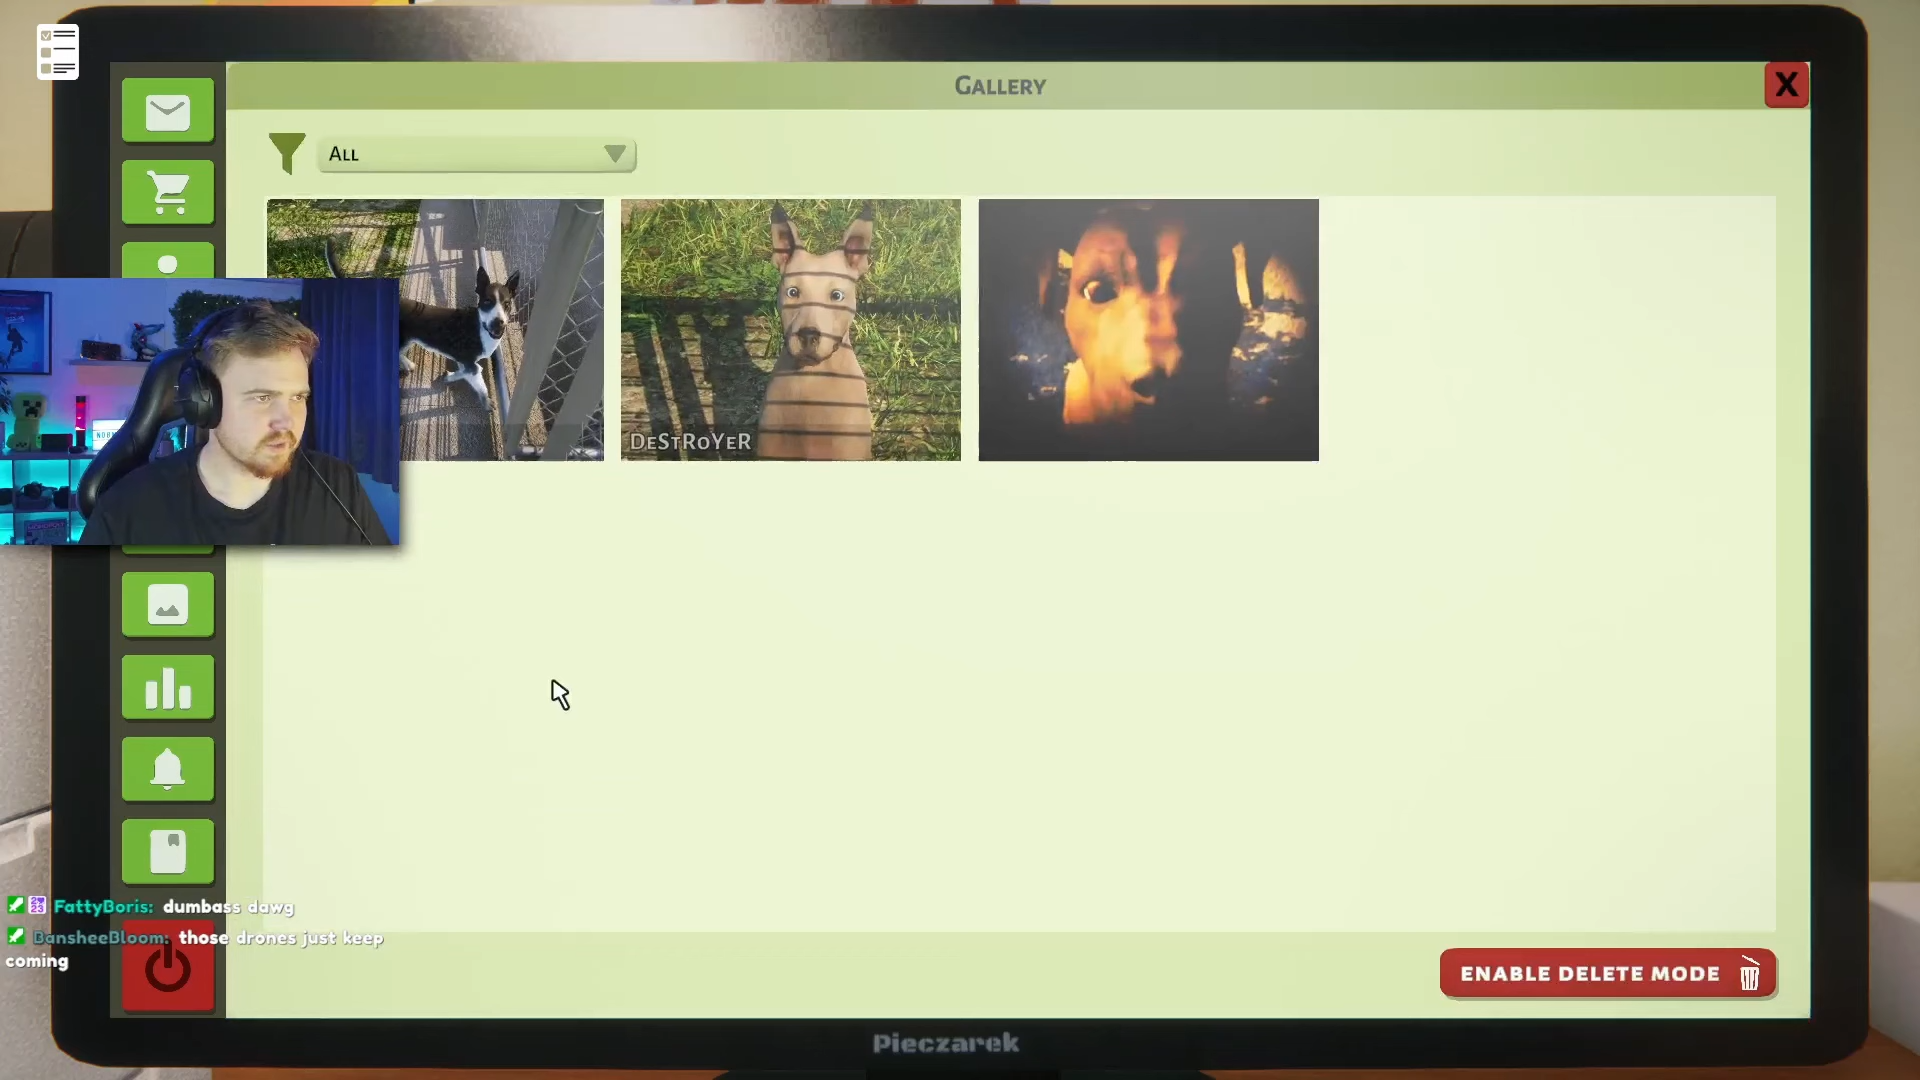 GALLERY
ALL
DeStRoYeR
FattyBoris: dumbass dawg
BansheeBloom: those drones just keep
coming
ENABLE DELETE MODE
Pieczarek